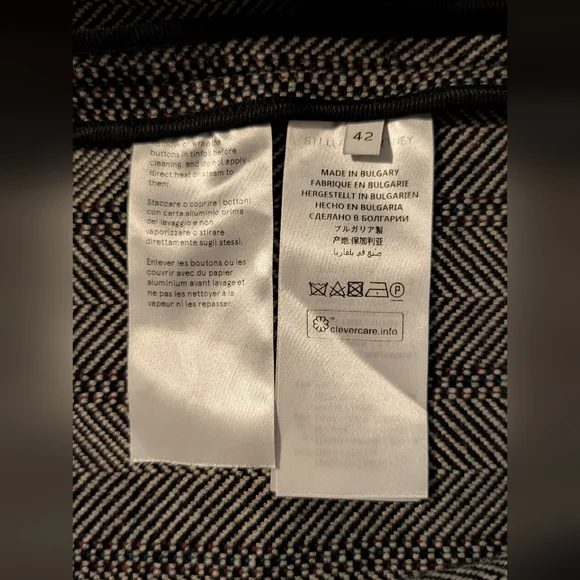 buttons in tinfoil before
cleaning, and do not apply
direct heat or steam to
them.
Staccare o coprire i bottoni
con carta alluminio prima
del lavaggio e non
vaporizzare o stirare
direttamente sugli stessi.
Enlever les boutons ou les
couvrir avec du papier
aluminium avant lavage et
ne pas les nettoyer à la
vapeur ni les repasser.
42
MADE IN BULGARY
FABRIQUE EN BULGARIE
HERGESTELLT IN BULGARIEN
HECHO EN BULGARIA
СДЕЛАНО В БОЛГАРИИ
ブルガリア製
产地:保加利亚
صنع في بلغاريا
P
clevercare.info